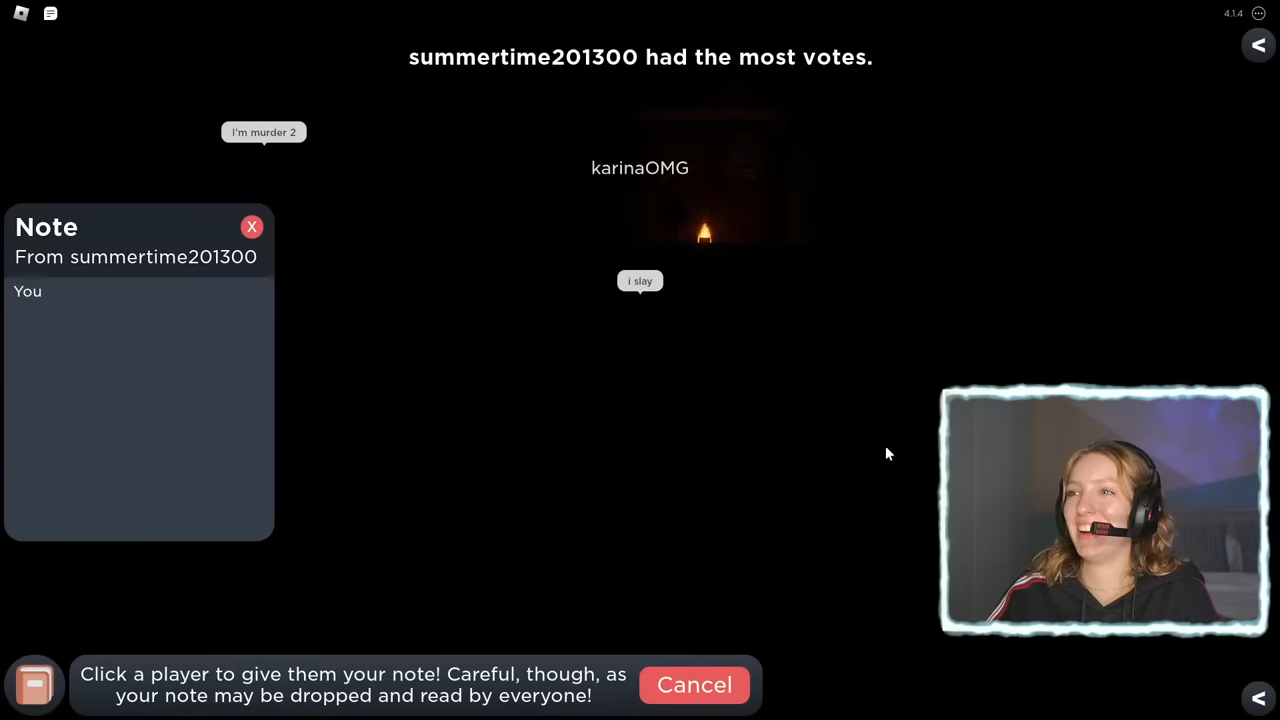 4.1.4
summertime201300 had the most votes.
I'm murder 2
karinaOMG
Note
X
From summertime201300
i slay
You
Click a player to give them your note! Careful, though, as
your note may be dropped and read by everyone!
Cancel